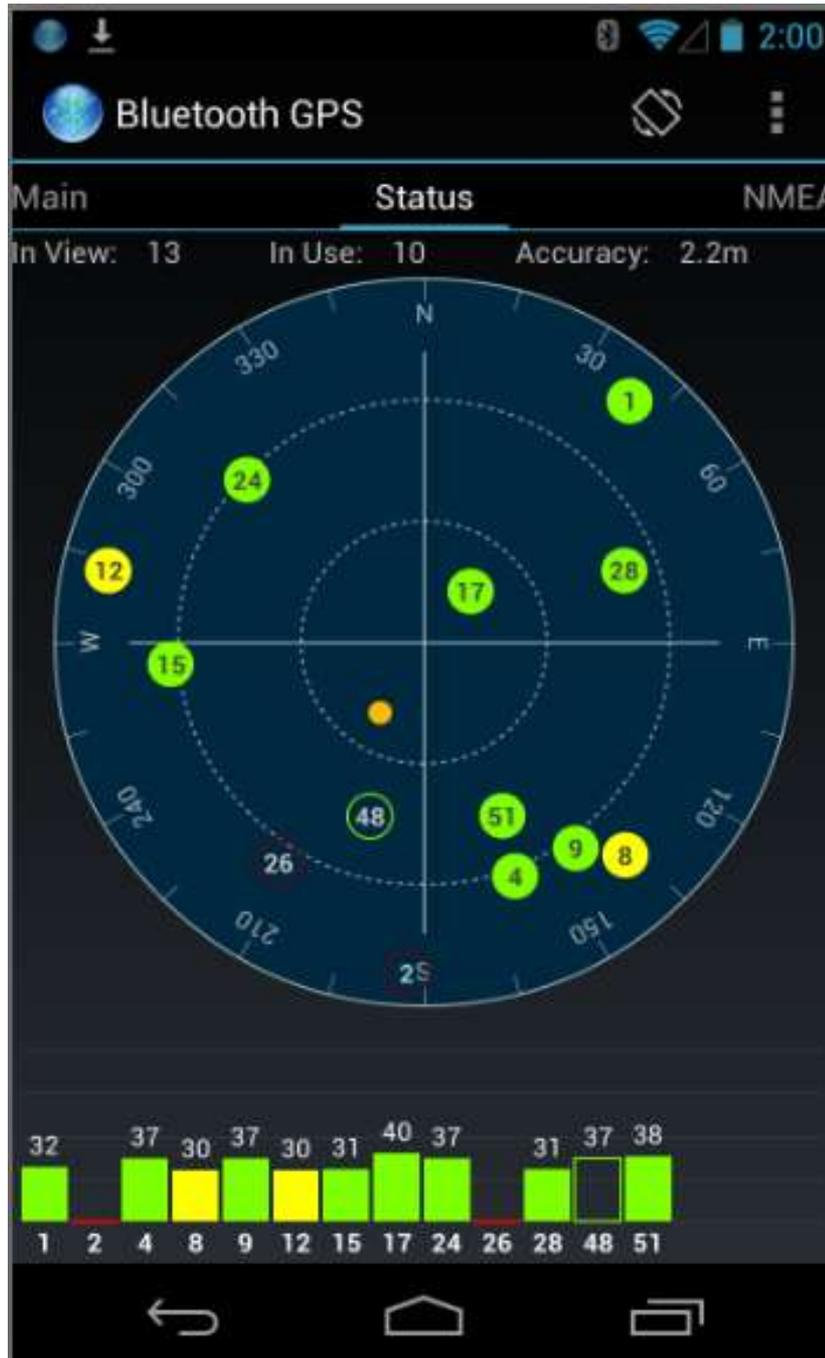 2:00
Bluetooth GPS
Main Status NMEA
In View: 13 In Use: 10 Accuracy: 2.2m
N
330 30
1
24
300 60
12 28
17
W E
15
48 51
240 120
26 9 8
4
210 150
2 S
32 37 30 37 30 31 40 37 31 37 38
1 2 4 8 9 12 15 17 24 26 28 48 51